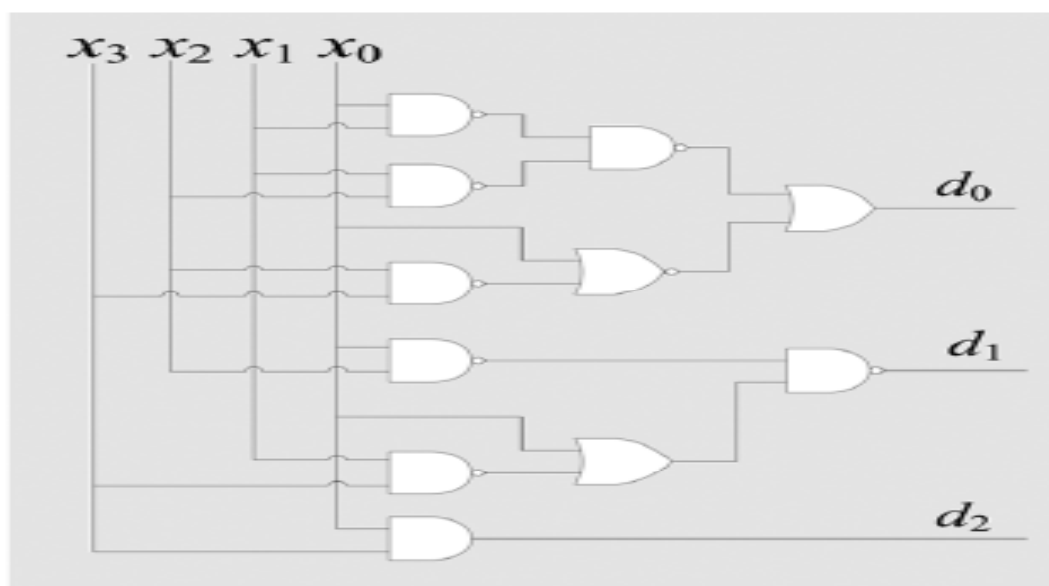 x₃ x₂ x₁ x₀
d₀
d₁
d₂